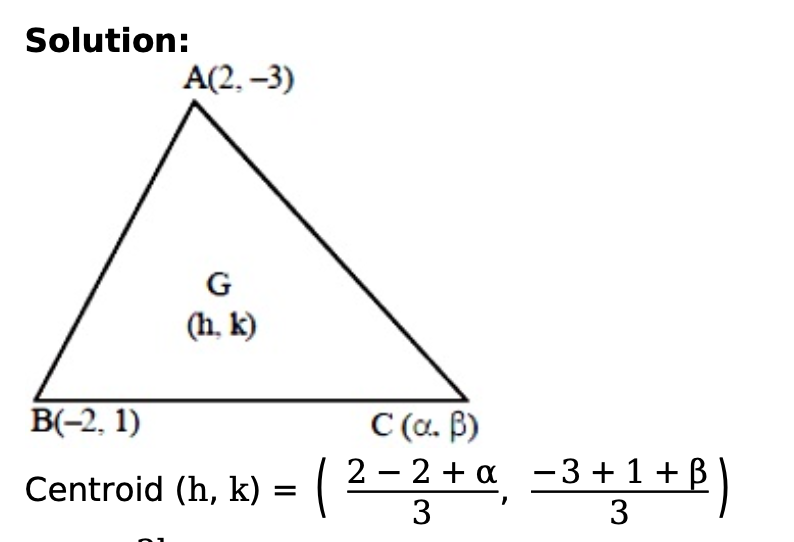 Solution:
A(2, –3)
G
(h, k)
B(–2, 1)
C (α, β)
Centroid (h, k) = ( (2 − 2 + α)/3, (−3 + 1 + β)/3 )